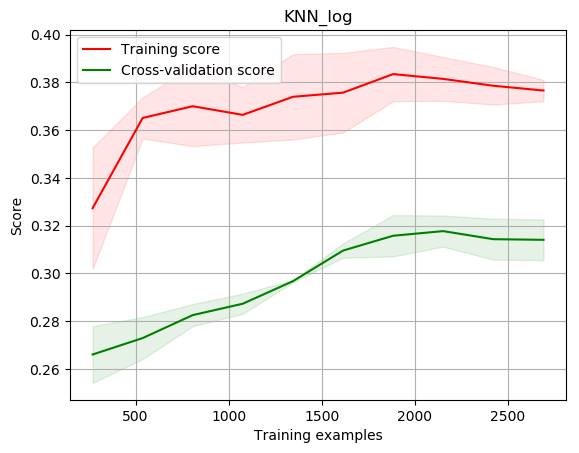 KNN_log
Training score
Cross-validation score
Score
0.40
0.38
0.36
0.34
0.32
0.30
0.28
0.26
500
1000
1500
2000
2500
Training examples